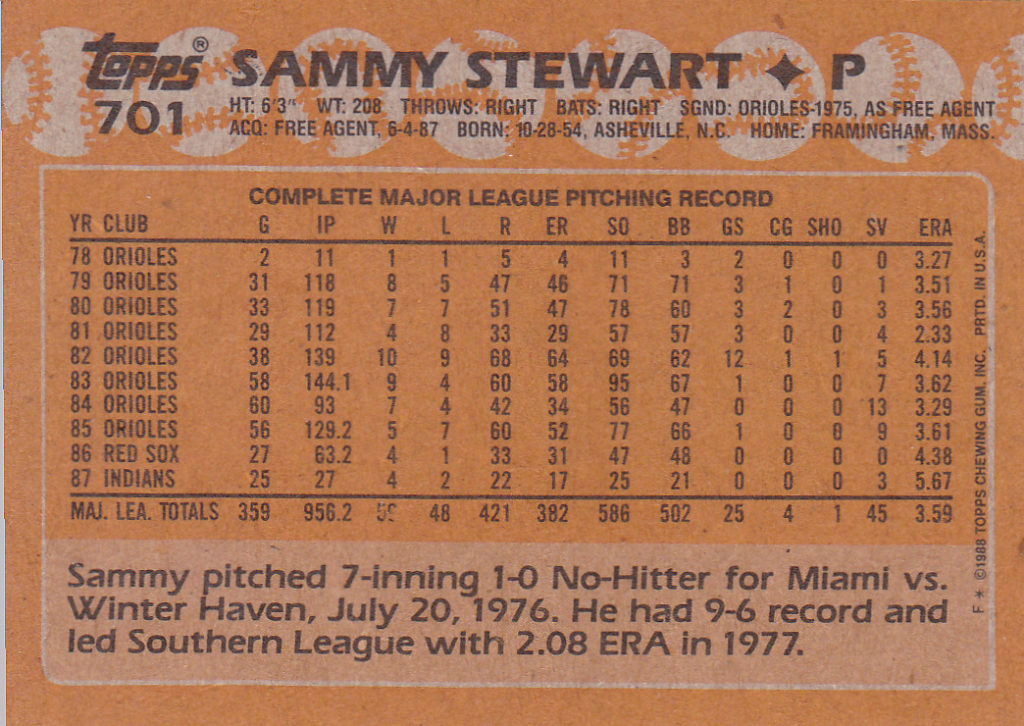 topps® SAMMY STEWART ✦ P
701 HT: 6'3" WT: 208 THROWS: RIGHT BATS: RIGHT SGND: ORIOLES-1975, AS FREE AGENT
ACQ: FREE AGENT, 6-4-87 BORN: 10-28-54, ASHEVILLE, N.C. HOME: FRAMINGHAM, MASS.
COMPLETE MAJOR LEAGUE PITCHING RECORD
YR CLUB G IP W L R ER SO BB GS CG SHO SV ERA
78 ORIOLES 2 11 1 1 5 4 11 3 2 0 0 0 3.27
79 ORIOLES 31 118 8 5 47 46 71 71 3 1 0 1 3.51
80 ORIOLES 33 119 7 7 51 47 78 60 3 2 0 3 3.56
81 ORIOLES 29 112 4 8 33 29 57 57 3 0 0 4 2.33
82 ORIOLES 38 139 10 9 68 64 69 62 12 1 1 5 4.14
83 ORIOLES 58 144.1 9 4 60 58 95 67 1 0 0 7 3.62
84 ORIOLES 60 93 7 4 42 34 56 47 0 0 0 13 3.29
85 ORIOLES 56 129.2 5 7 60 52 77 66 1 0 0 9 3.61
86 RED SOX 27 63.2 4 1 33 31 47 48 0 0 0 0 4.38
87 INDIANS 25 27 4 2 22 17 25 21 0 0 0 3 5.67
MAJ. LEA. TOTALS 359 956.2 59 48 421 382 586 502 25 4 1 45 3.59
Sammy pitched 7-inning 1-0 No-Hitter for Miami vs.
Winter Haven, July 20, 1976. He had 9-6 record and
led Southern League with 2.08 ERA in 1977.
F ✶ ©1988 TOPPS CHEWING GUM, INC. PRTD. IN U.S.A.